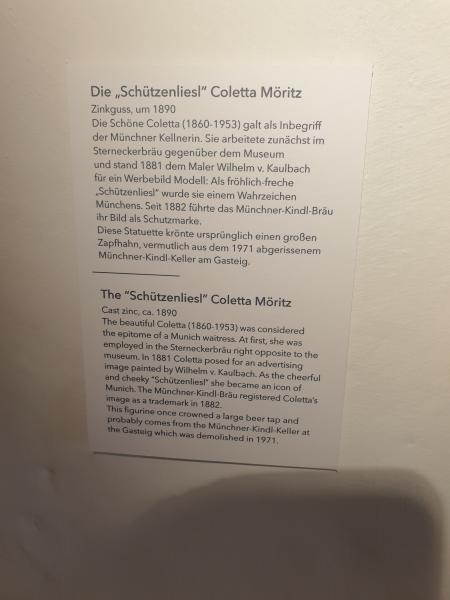 Die „Schützenliesl“ Coletta Möritz
Zinkguss, um 1890
Die Schöne Coletta (1860-1953) galt als Inbegriff
der Münchner Kellnerin. Sie arbeitete zunächst im
Sterneckerbräu gegenüber dem Museum
und stand 1881 dem Maler Wilhelm v. Kaulbach
für ein Werbebild Modell: Als fröhlich-freche
„Schützenliesl“ wurde sie einem Wahrzeichen
Münchens. Seit 1882 führte das Münchner-Kindl-Bräu
ihr Bild als Schutzmarke.
Diese Statuette krönte ursprünglich einen großen
Zapfhahn, vermutlich aus dem 1971 abgerissenem
Münchner-Kindl-Keller am Gasteig.
The “Schützenliesl” Coletta Möritz
Cast zinc, ca. 1890
The beautiful Coletta (1860-1953) was considered
the epitome of a Munich waitress. At first, she was
employed in the Sterneckerbräu right opposite to the
museum. In 1881 Coletta posed for an advertising
image painted by Wilhelm v. Kaulbach. As the cheerful
and cheeky “Schützenliesl” she became an icon of
Munich. The Münchner-Kindl-Bräu registered Coletta’s
image as a trademark in 1882.
This figurine once crowned a large beer tap and
probably comes from the Münchner-Kindl-Keller at
the Gasteig which was demolished in 1971.